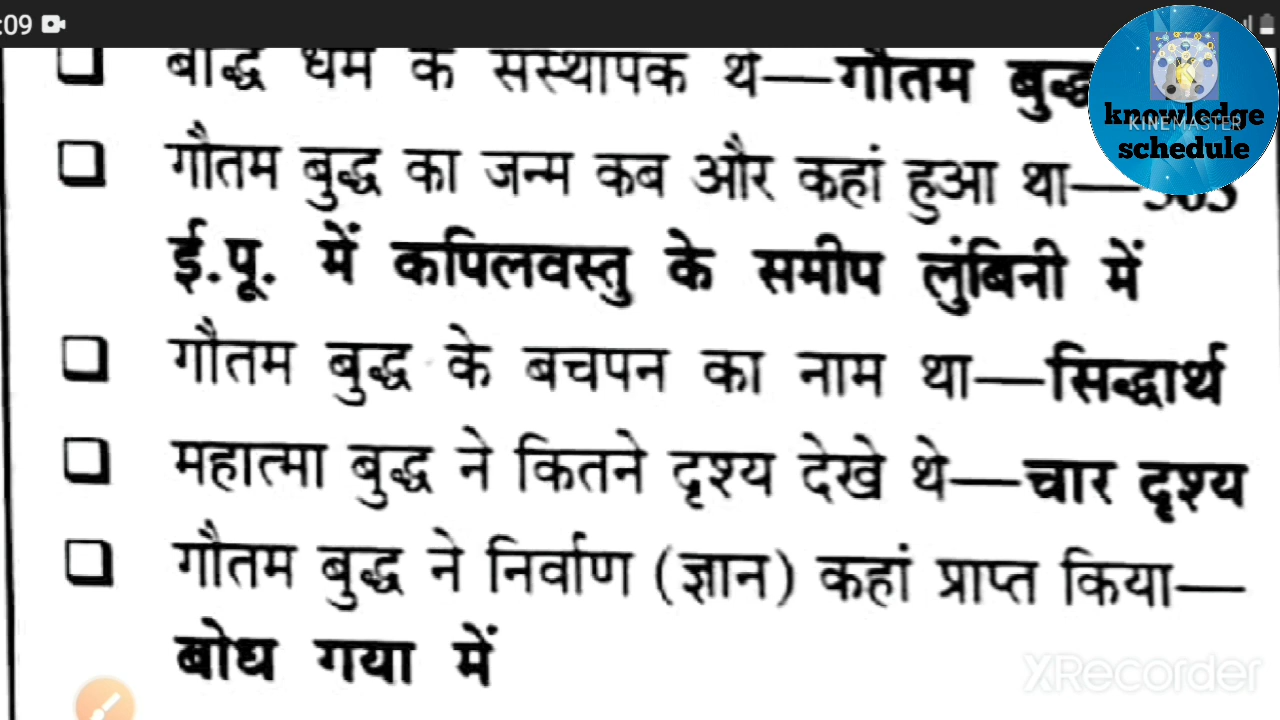 :09
बौद्ध धर्म के संस्थापक थे—गौतम बुद्ध
knowledge
KINEMASTER
schedule
❑ गौतम बुद्ध का जन्म कब और कहां हुआ था—
ई.पू. में कपिलवस्तु के समीप लुंबिनी में
❑ गौतम बुद्ध के बचपन का नाम था—सिद्धार्थ
❑ महात्मा बुद्ध ने कितने दृश्य देखे थे—चार दृश्य
❑ गौतम बुद्ध ने निर्वाण (ज्ञान) कहां प्राप्त किया—
बोध गया में
XRecorder